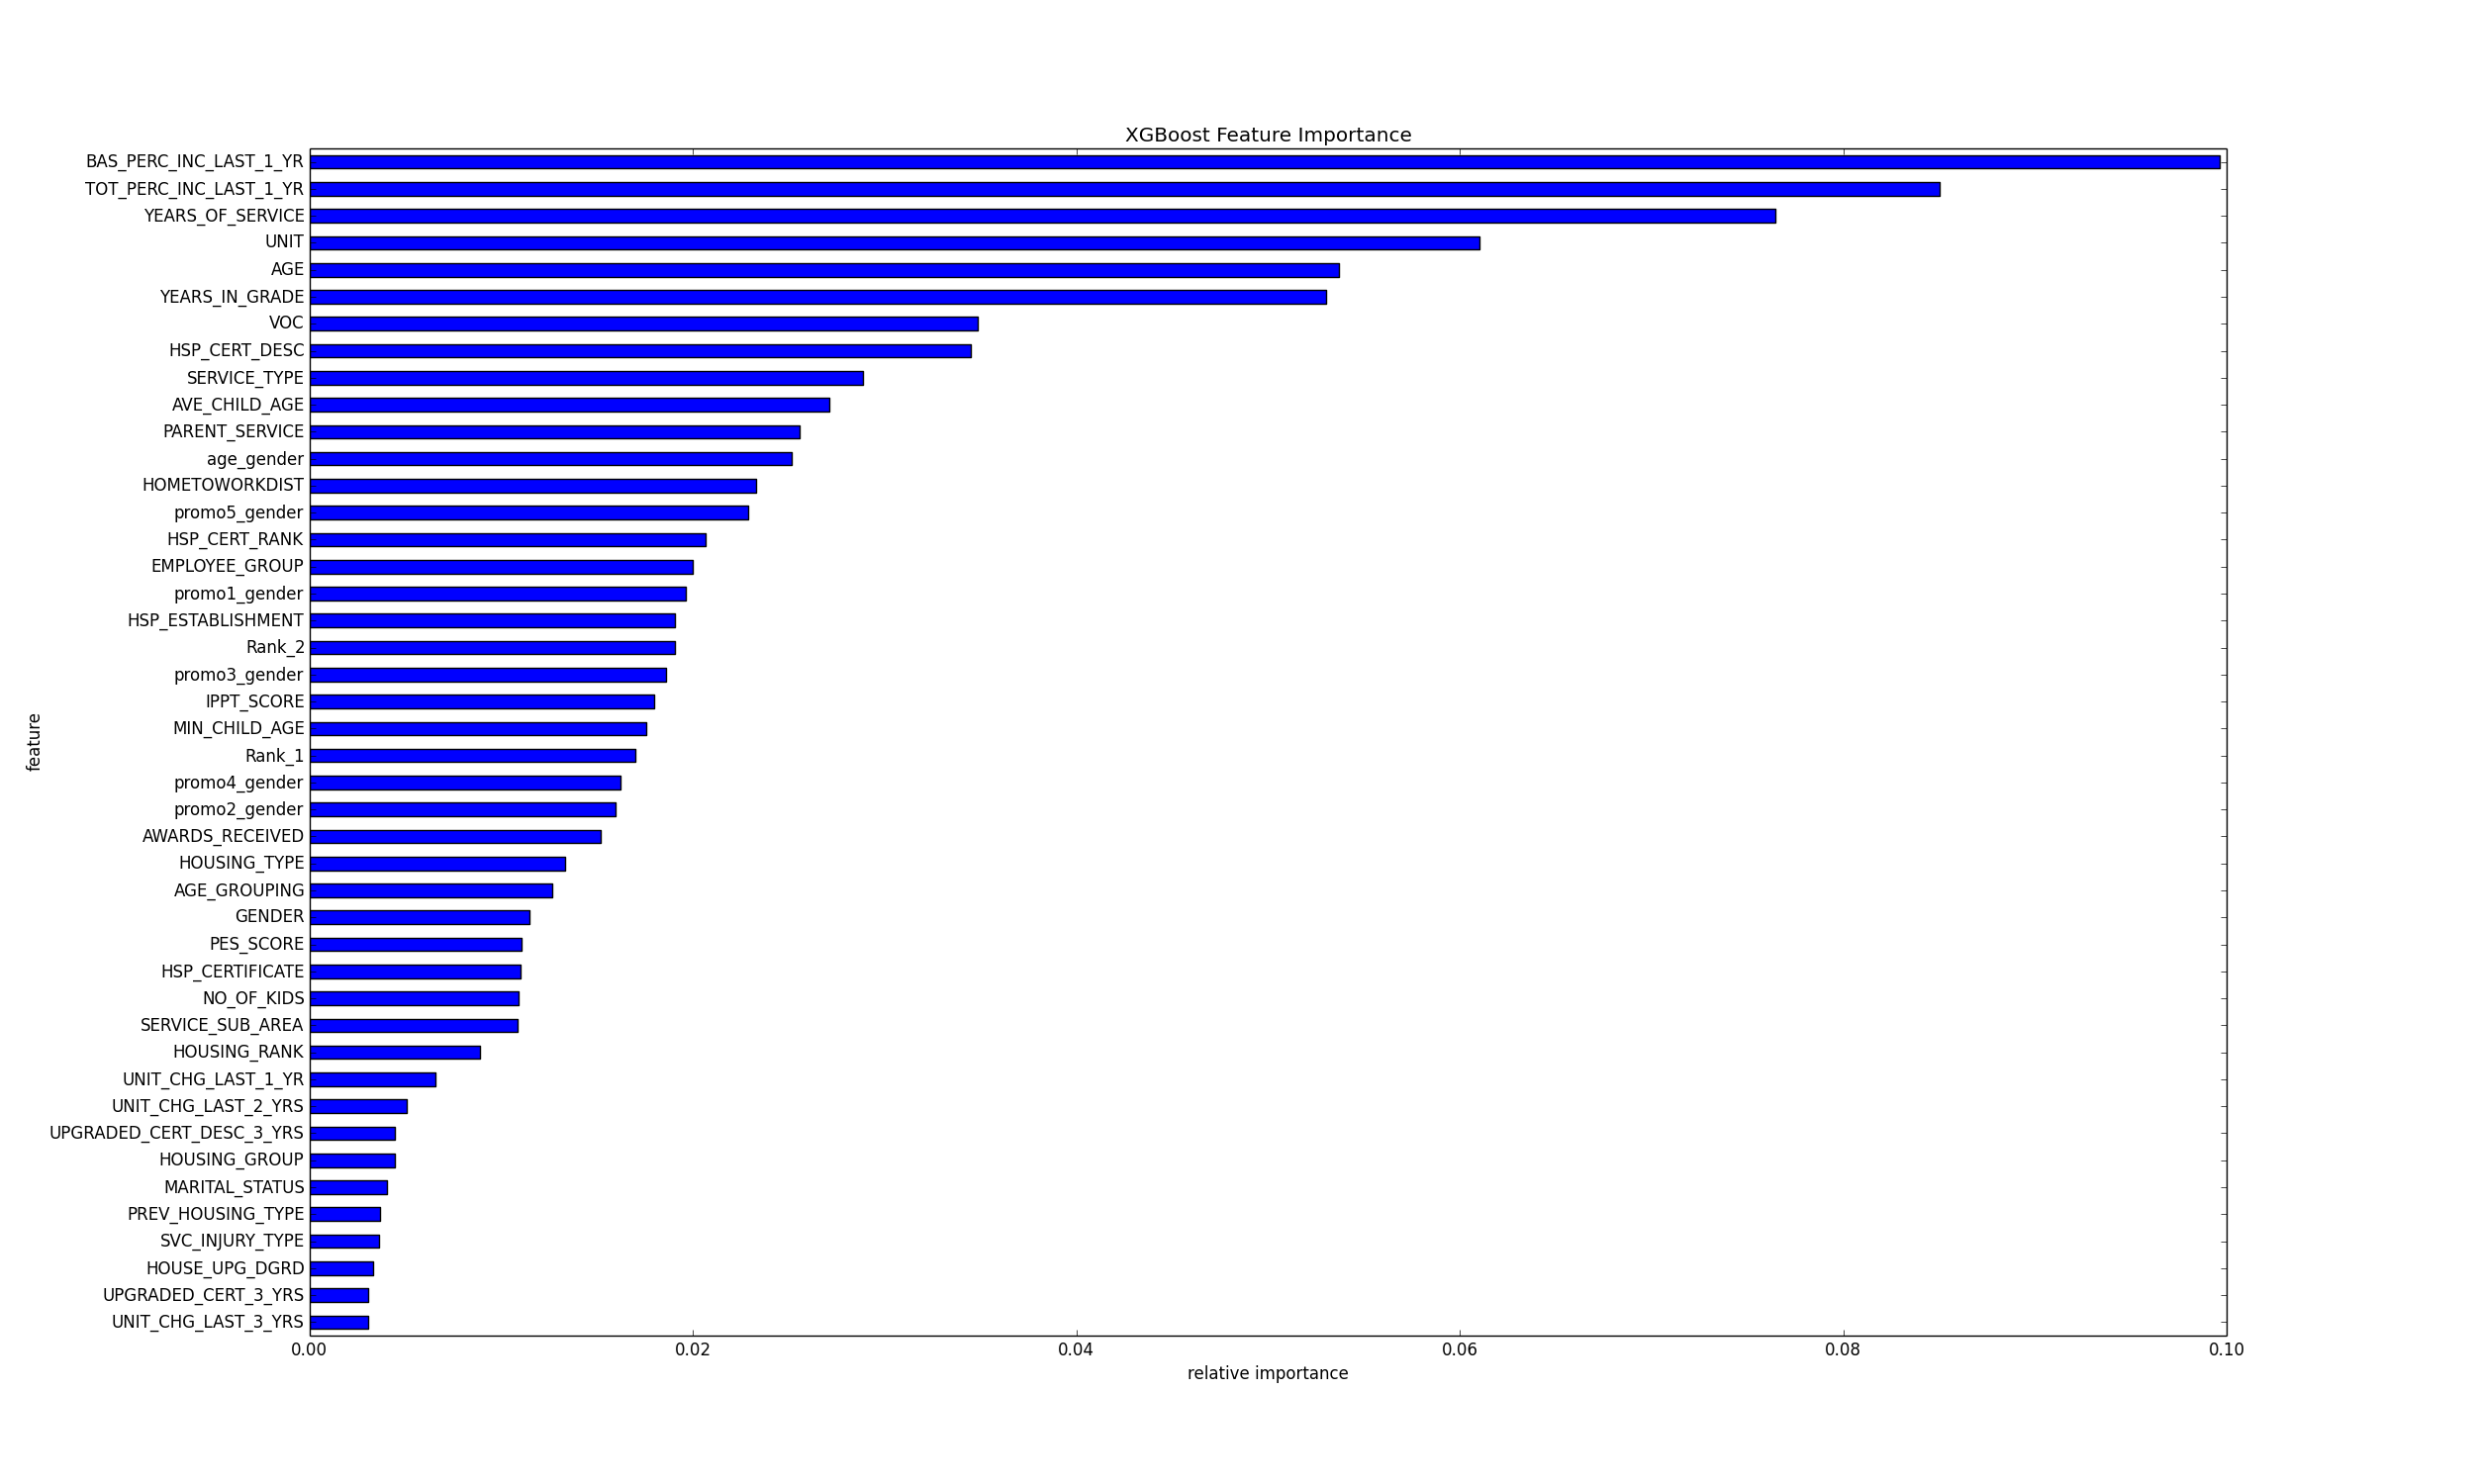 XGBoost Feature Importance
BAS_PERC_INC_LAST_1_YR
TOT_PERC_INC_LAST_1_YR
YEARS_OF_SERVICE
UNIT
AGE
YEARS_IN_GRADE
VOC
HSP_CERT_DESC
SERVICE_TYPE
AVE_CHILD_AGE
PARENT_SERVICE
age_gender
HOMETOWORKDIST
promo5_gender
HSP_CERT_RANK
EMPLOYEE_GROUP
promo1_gender
HSP_ESTABLISHMENT
Rank_2
promo3_gender
IPPT_SCORE
MIN_CHILD_AGE
Rank_1
promo4_gender
promo2_gender
AWARDS_RECEIVED
HOUSING_TYPE
AGE_GROUPING
GENDER
PES_SCORE
HSP_CERTIFICATE
NO_OF_KIDS
SERVICE_SUB_AREA
HOUSING_RANK
UNIT_CHG_LAST_1_YR
UNIT_CHG_LAST_2_YRS
UPGRADED_CERT_DESC_3_YRS
HOUSING_GROUP
MARITAL_STATUS
PREV_HOUSING_TYPE
SVC_INJURY_TYPE
HOUSE_UPG_DGRD
UPGRADED_CERT_3_YRS
UNIT_CHG_LAST_3_YRS
feature
0.00 0.02 0.04 0.06 0.08 0.10
relative importance